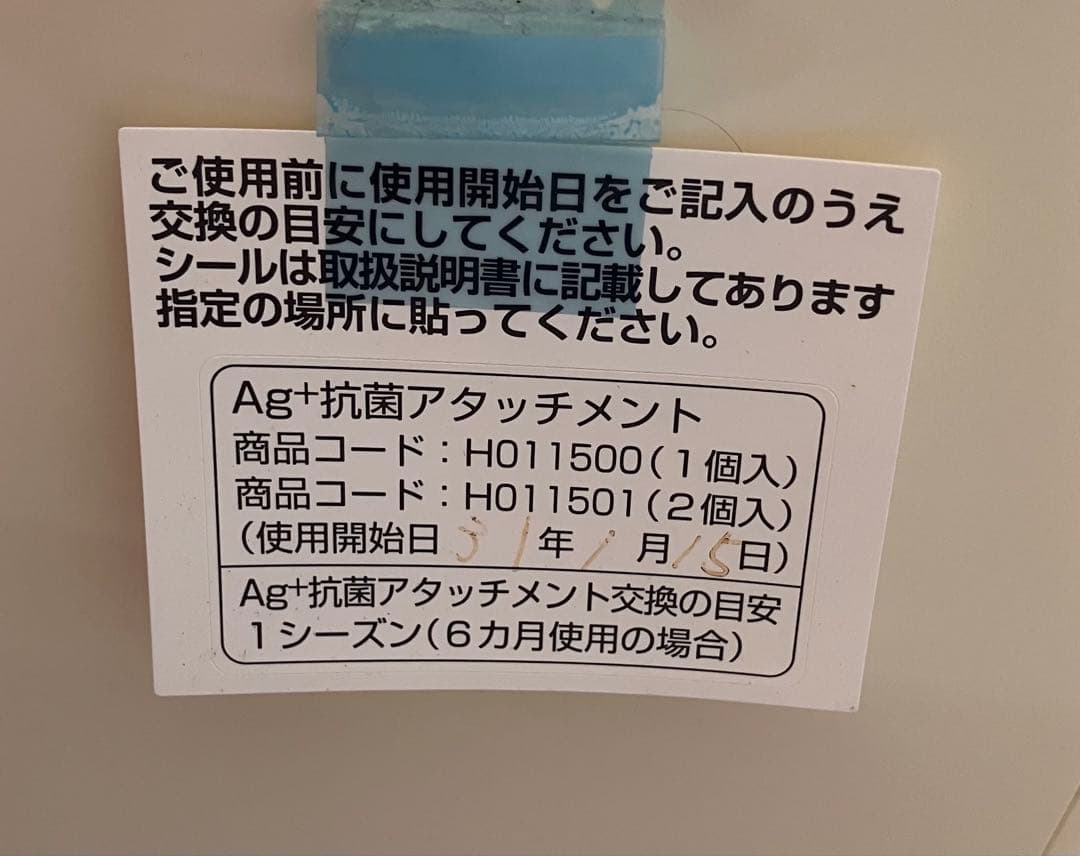 ご使用前に使用開始日をご記入のうえ
交換の目安にしてください。
シールは取扱説明書に記載してあります
指定の場所に貼ってください。
Ag+抗菌アタッチメント
商品コード：H011500(1個入)
商品コード：H011501(2個入)
(使用開始日 31年 1月15日)
Ag+抗菌アタッチメント交換の目安
1シーズン(6カ月使用の場合)